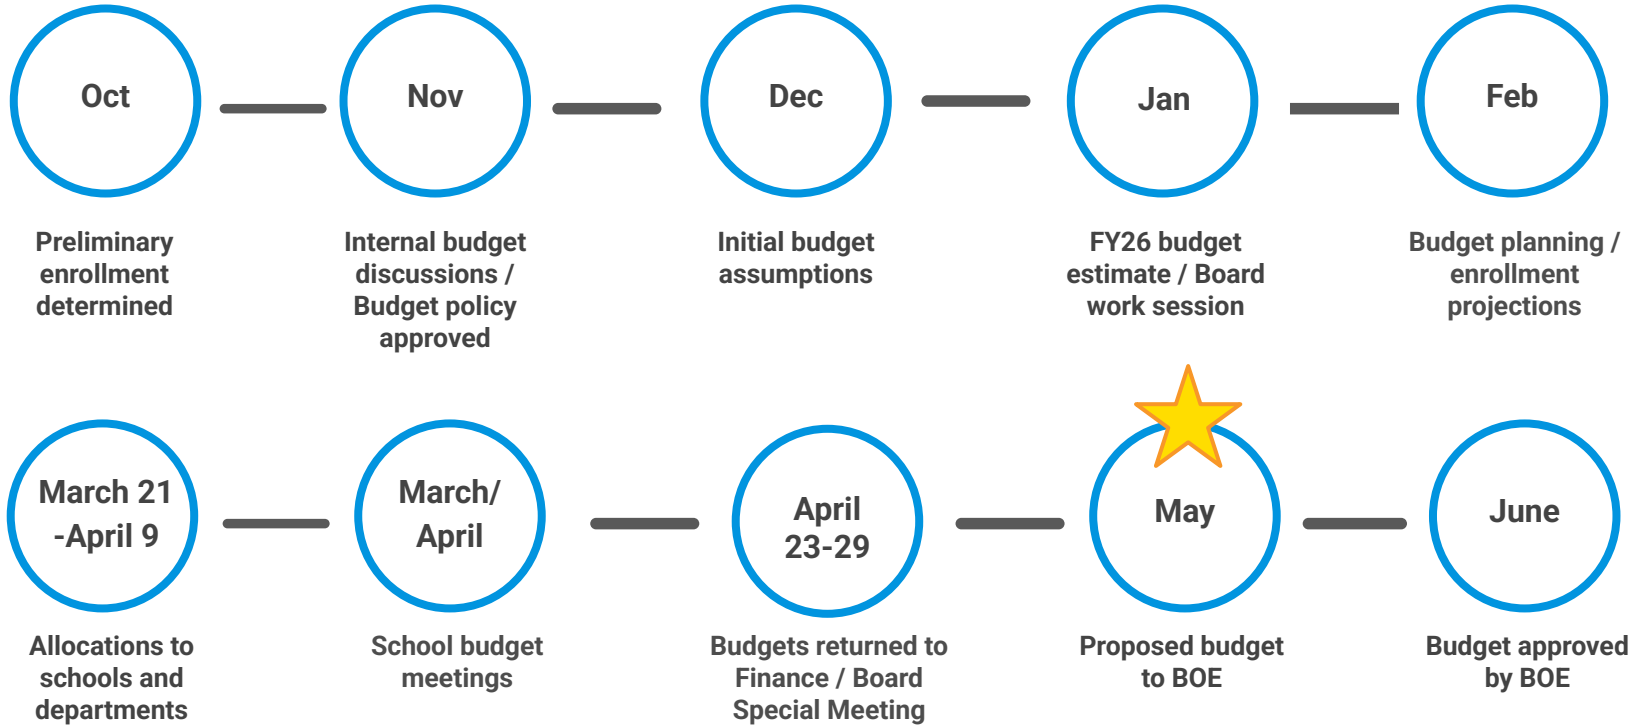 Oct
Nov
Dec
Jan
Feb
Preliminary
enrollment
determined
Internal budget
discussions /
Budget policy
approved
Initial budget
assumptions
FY26 budget
estimate / Board
work session
Budget planning /
enrollment
projections
March 21
-April 9
March/
April
April
23-29
May
June
Allocations to
schools and
departments
School budget
meetings
Budgets returned to
Finance / Board
Special Meeting
Proposed budget
to BOE
Budget approved
by BOE